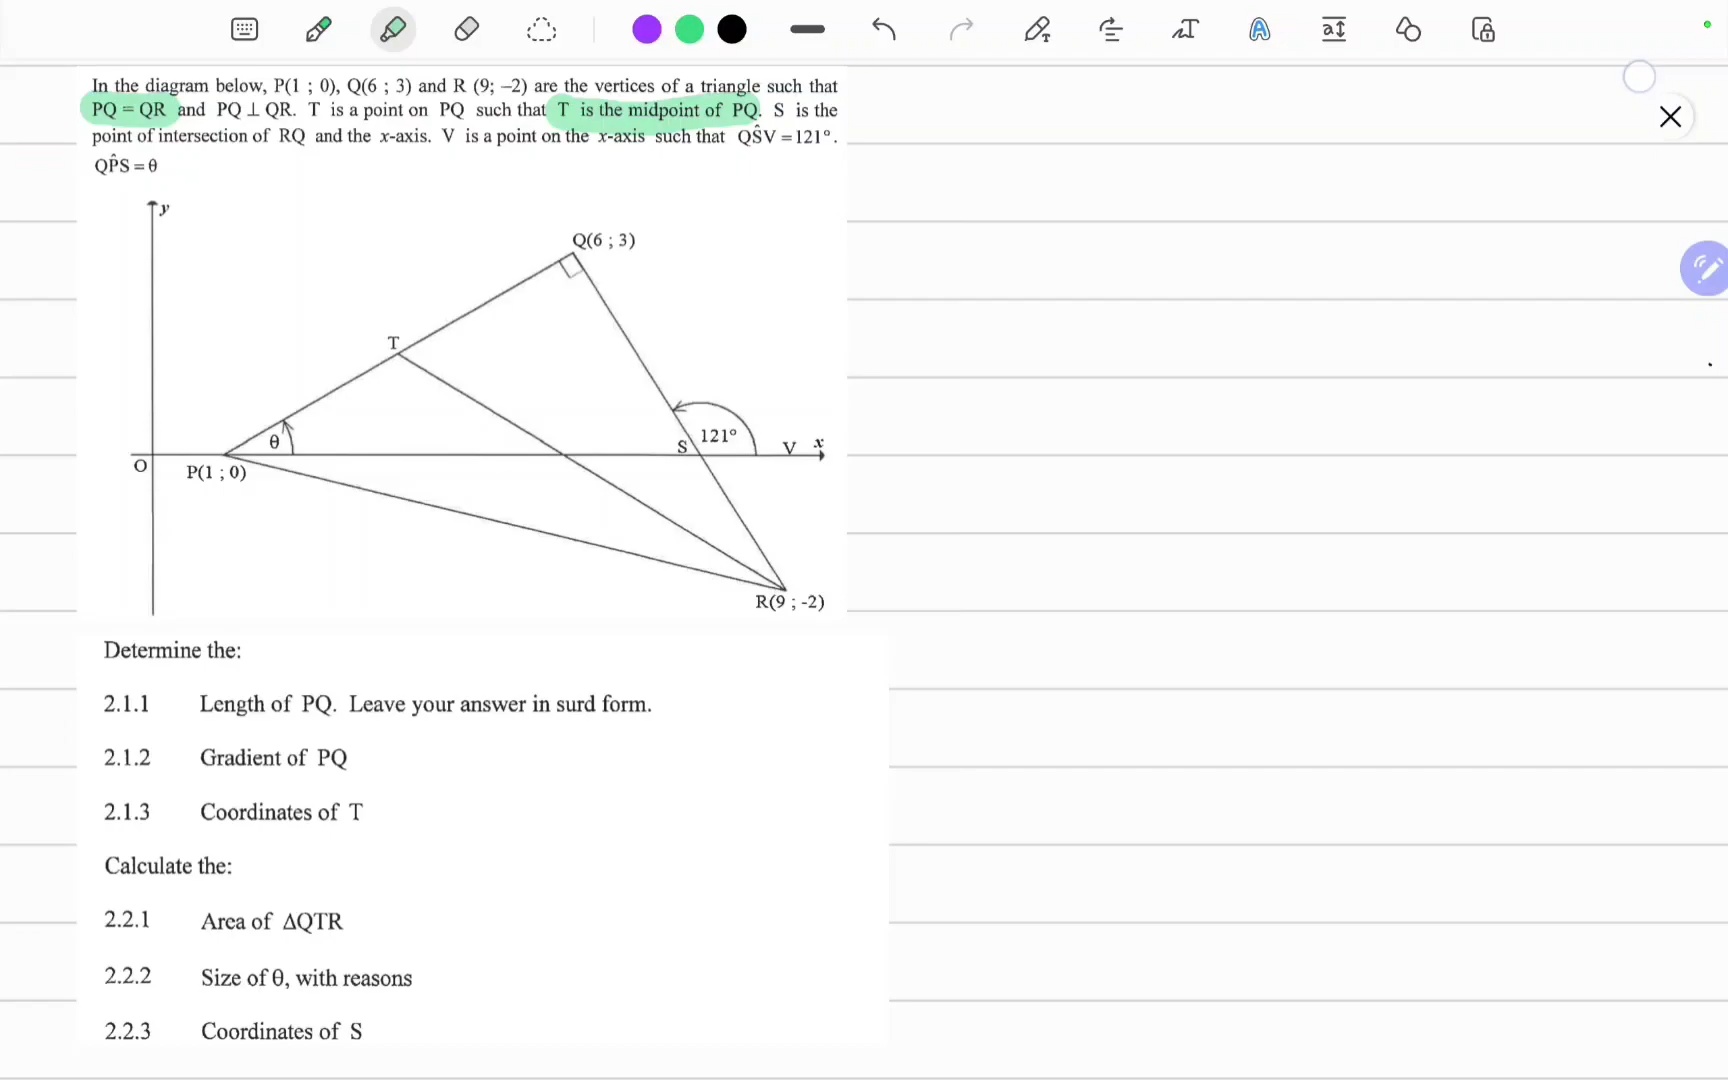 In the diagram below, P(1 ; 0), Q(6 ; 3) and R (9; –2) are the vertices of a triangle such that
PQ = QR and PQ ⊥ QR. T is a point on PQ such that T is the midpoint of PQ. S is the
point of intersection of RQ and the x-axis. V is a point on the x-axis such that QŜV = 121°.
QP̂S = θ
y
Q(6 ; 3)
T
θ
121°
S
V
x
O
P(1 ; 0)
R(9 ; -2)
Determine the:
2.1.1 Length of PQ. Leave your answer in surd form.
2.1.2 Gradient of PQ
2.1.3 Coordinates of T
Calculate the:
2.2.1 Area of ΔQTR
2.2.2 Size of θ, with reasons
2.2.3 Coordinates of S